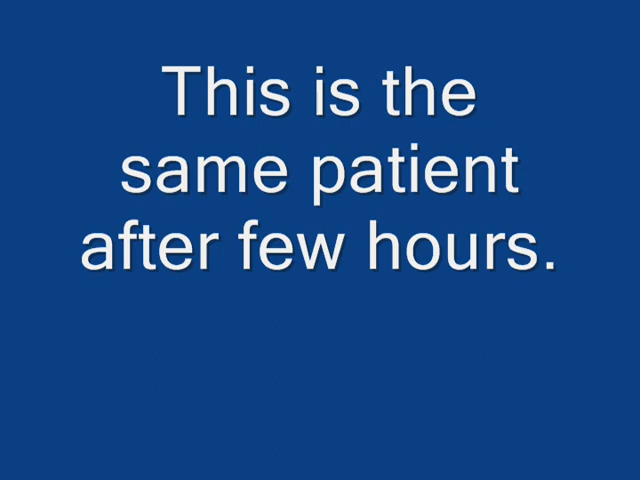 This is the
same patient
after few hours.